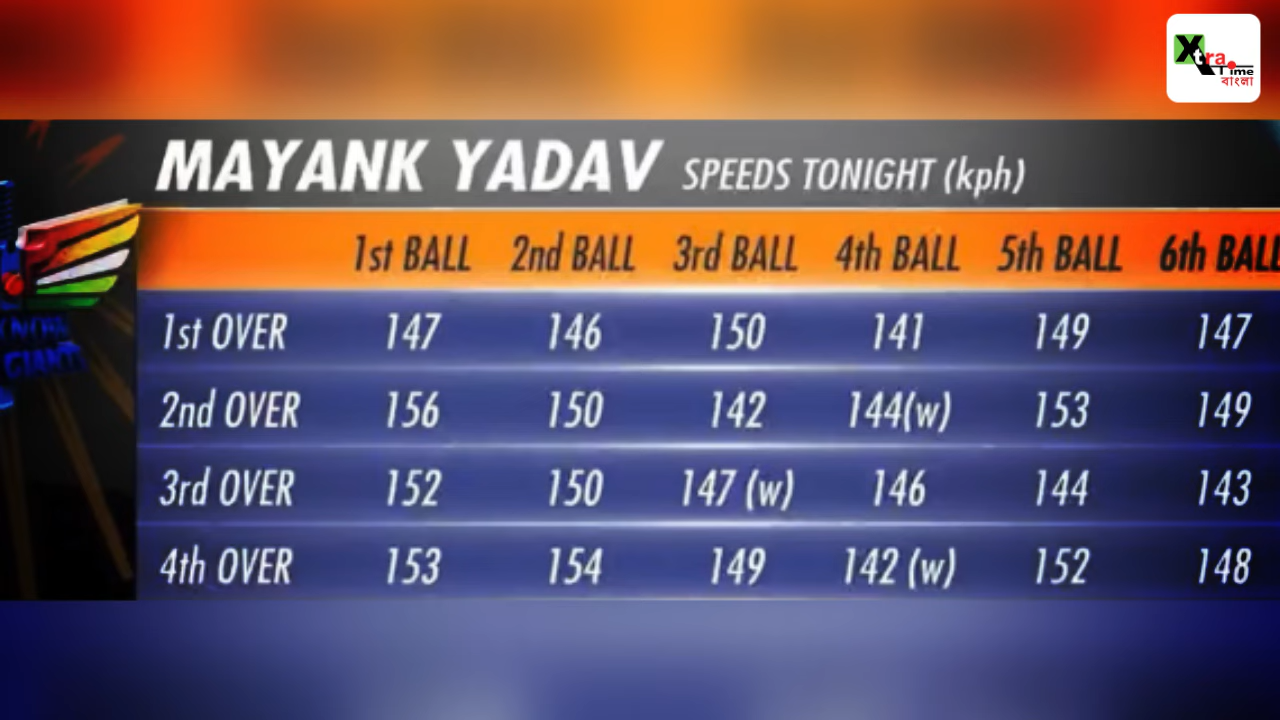 Xtra
Time
বাংলা
MAYANK YADAV SPEEDS TONIGHT (kph)
1st BALL 2nd BALL 3rd BALL 4th BALL 5th BALL 6th BALL
1st OVER 147 146 150 141 149 147
2nd OVER 156 150 142 144(w) 153 149
3rd OVER 152 150 147 (w) 146 144 143
4th OVER 153 154 149 142 (w) 152 148
GIANTS